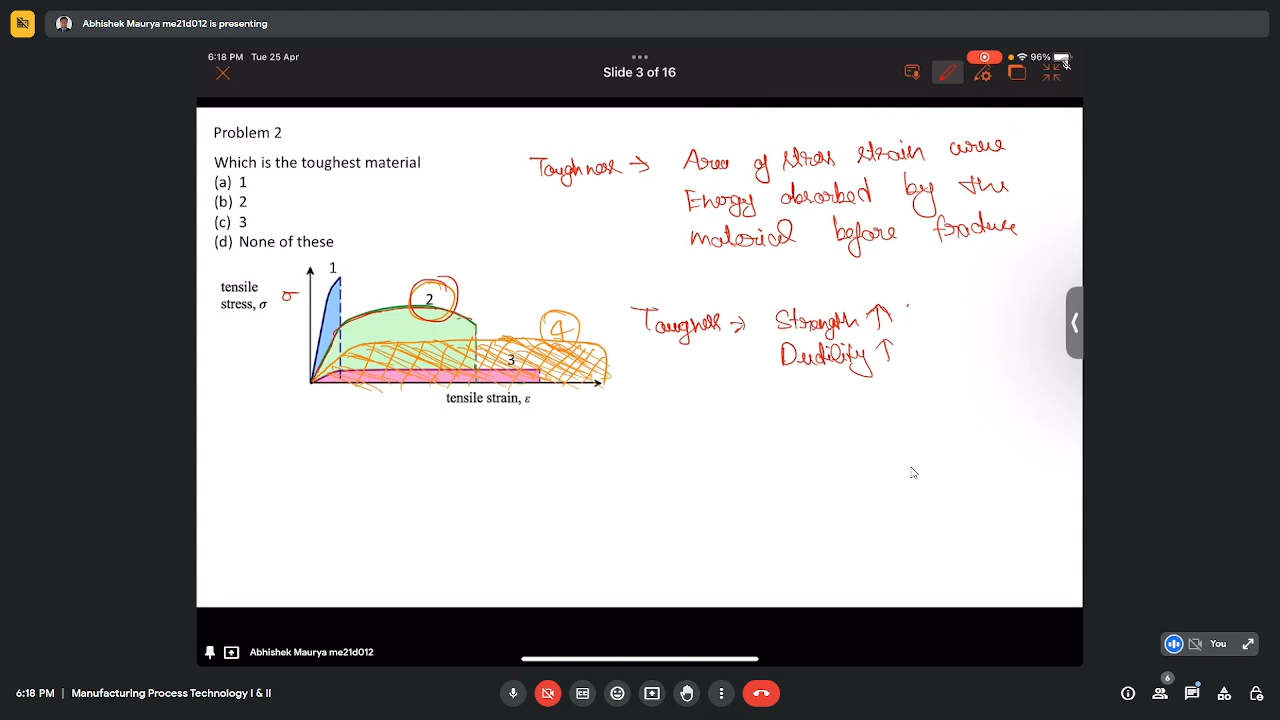 Abhishek Maurya me21d012 is presenting
6:18 PM Tue 25 Apr
96%
Slide 3 of 16
Problem 2
Which is the toughest material
(a) 1
(b) 2
(c) 3
(d) None of these
Toughness → Area of stress strain curve
Energy absorbed by the
material before fracture
1
tensile
stress, σ
σ
2
4
3
tensile strain, ε
Toughness ⇒ Strength ↑
Ductility ↑
Abhishek Maurya me21d012
You
6:18 PM | Manufacturing Process Technology I & II
6